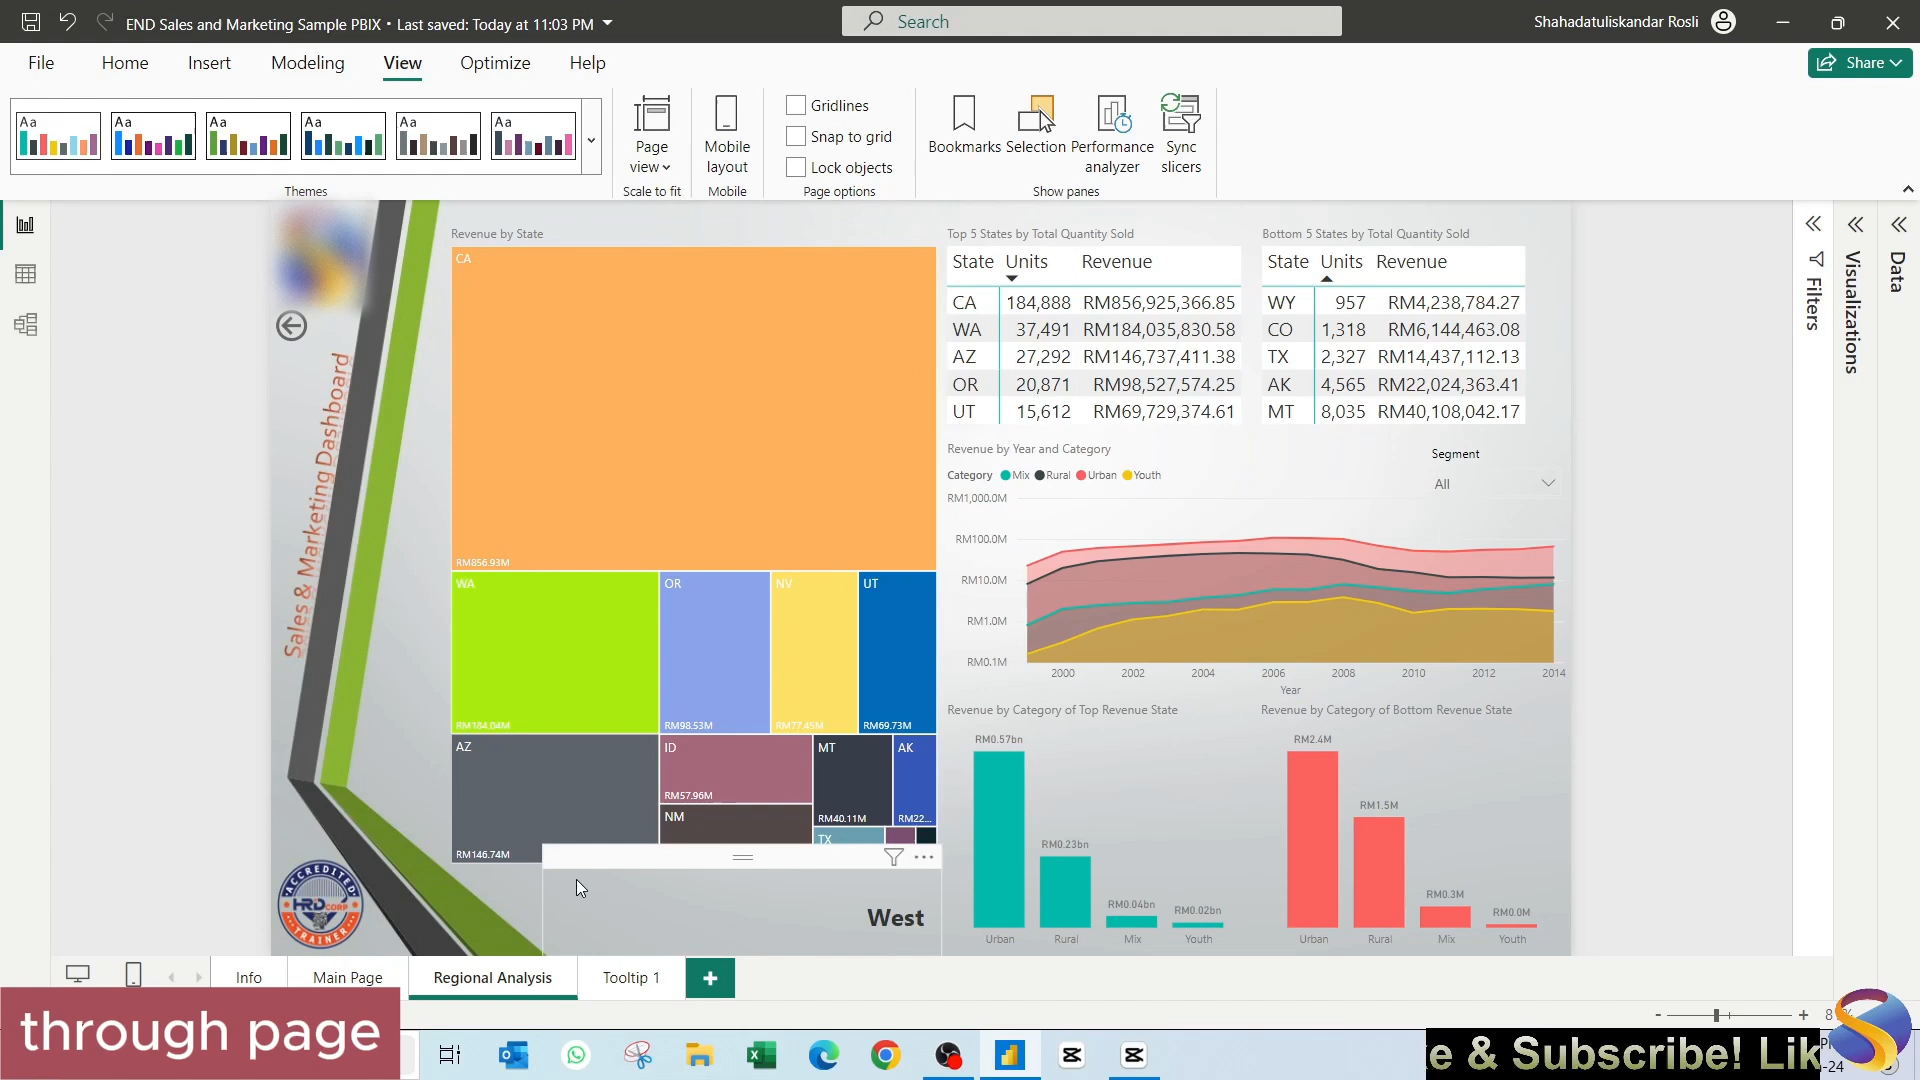 END Sales and Marketing Sample PBIX • Last saved: Today at 11:03 PM
Search
Shahadatuliskandar Rosli
File Home Insert Modeling View Optimize Help
Share
Aa Aa Aa Aa Aa Aa
Themes
Page view
Scale to fit
Mobile layout
Mobile
Gridlines
Snap to grid
Lock objects
Page options
Bookmarks
Selection
Performance analyzer
Sync slicers
Show panes
Sales & Marketing Dashboard
ACCREDITED
HRD CORP
TRAINER
Revenue by State
CA
RM856.93M
WA
RM184.04M
OR
RM98.53M
NV
RM77.45M
UT
RM69.73M
AZ
RM146.74M
ID
RM57.96M
NM
MT
RM40.11M
AK
RM22...
TX
West
Top 5 States by Total Quantity Sold
State Units Revenue
CA 184,888 RM856,925,366.85
WA 37,491 RM184,035,830.58
AZ 27,292 RM146,737,411.38
OR 20,871 RM98,527,574.25
UT 15,612 RM69,729,374.61
Bottom 5 States by Total Quantity Sold
State Units Revenue
WY 957 RM4,238,784.27
CO 1,318 RM6,144,463.08
TX 2,327 RM14,437,112.13
AK 4,565 RM22,024,363.41
MT 8,035 RM40,108,042.17
Revenue by Year and Category
Category Mix Rural Urban Youth
Segment
All
RM1,000.0M
RM100.0M
RM10.0M
RM1.0M
RM0.1M
2000 2002 2004 2006 2008 2010 2012 2014
Year
Revenue by Category of Top Revenue State
RM0.57bn
RM0.23bn
RM0.04bn
RM0.02bn
Urban Rural Mix Youth
Revenue by Category of Bottom Revenue State
RM2.4M
RM1.5M
RM0.3M
RM0.0M
Urban Rural Mix Youth
Filters
Visualizations
Data
Info Main Page Regional Analysis Tooltip 1
through page
e & Subscribe! Lik
-24